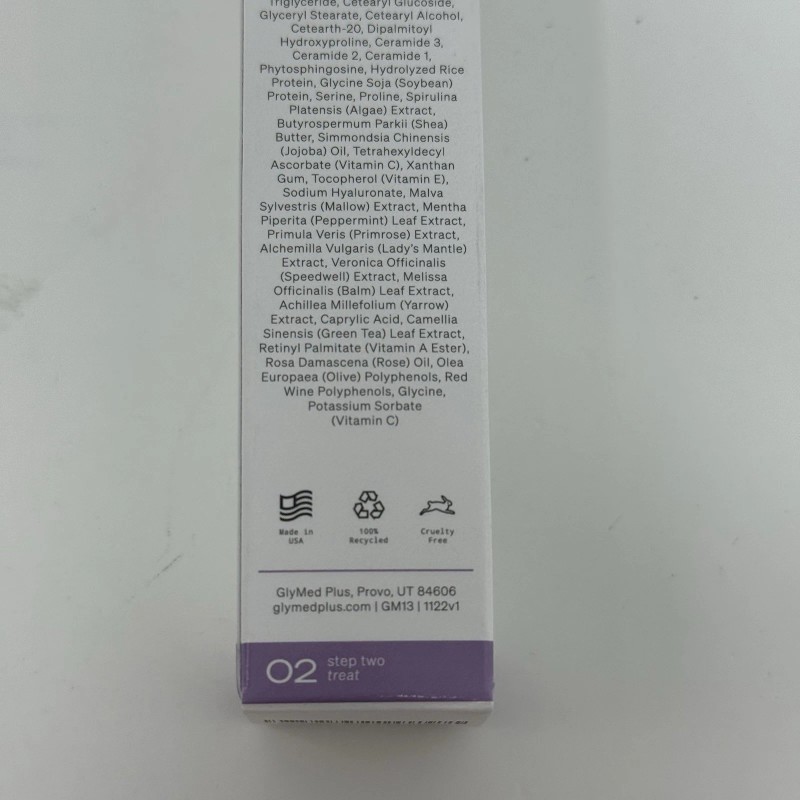 Triglyceride, Cetearyl Glucoside,
Glyceryl Stearate, Cetearyl Alcohol,
Cetearth-20, Dipalmitoyl
Hydroxyproline, Ceramide 3,
Ceramide 2, Ceramide 1,
Phytosphingosine, Hydrolyzed Rice
Protein, Glycine Soja (Soybean)
Protein, Serine, Proline, Spirulina
Platensis (Algae) Extract,
Butyrospermum Parkii (Shea)
Butter, Simmondsia Chinensis
(Jojoba) Oil, Tetrahexyldecyl
Ascorbate (Vitamin C), Xanthan
Gum, Tocopherol (Vitamin E),
Sodium Hyaluronate, Malva
Sylvestris (Mallow) Extract, Mentha
Piperita (Peppermint) Leaf Extract,
Primula Veris (Primrose) Extract,
Alchemilla Vulgaris (Lady's Mantle)
Extract, Veronica Officinalis
(Speedwell) Extract, Melissa
Officinalis (Balm) Leaf Extract,
Achillea Millefolium (Yarrow)
Extract, Caprylic Acid, Camellia
Sinensis (Green Tea) Leaf Extract,
Retinyl Palmitate (Vitamin A Ester),
Rosa Damascena (Rose) Oil, Olea
Europaea (Olive) Polyphenols, Red
Wine Polyphenols, Glycine,
Potassium Sorbate
(Vitamin C)
Made in USA
100% Recycled
Cruelty Free
GlyMed Plus, Provo, UT 84606
glymedplus.com | GM13 | 1122v1
02 step two
treat